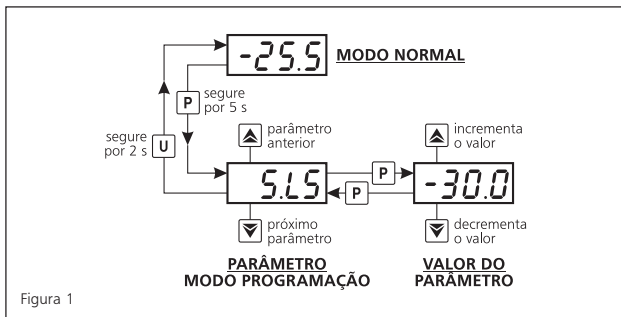 -25.5
MODO NORMAL
P
segure
por 5 s
segure
por 2 s
U
parâmetro
anterior
incrementa
o valor
S.LS
P
P
-30.0
próximo
parâmetro
decrementa
o valor
PARÂMETRO
MODO PROGRAMAÇÃO
VALOR DO
PARÂMETRO
Figura 1